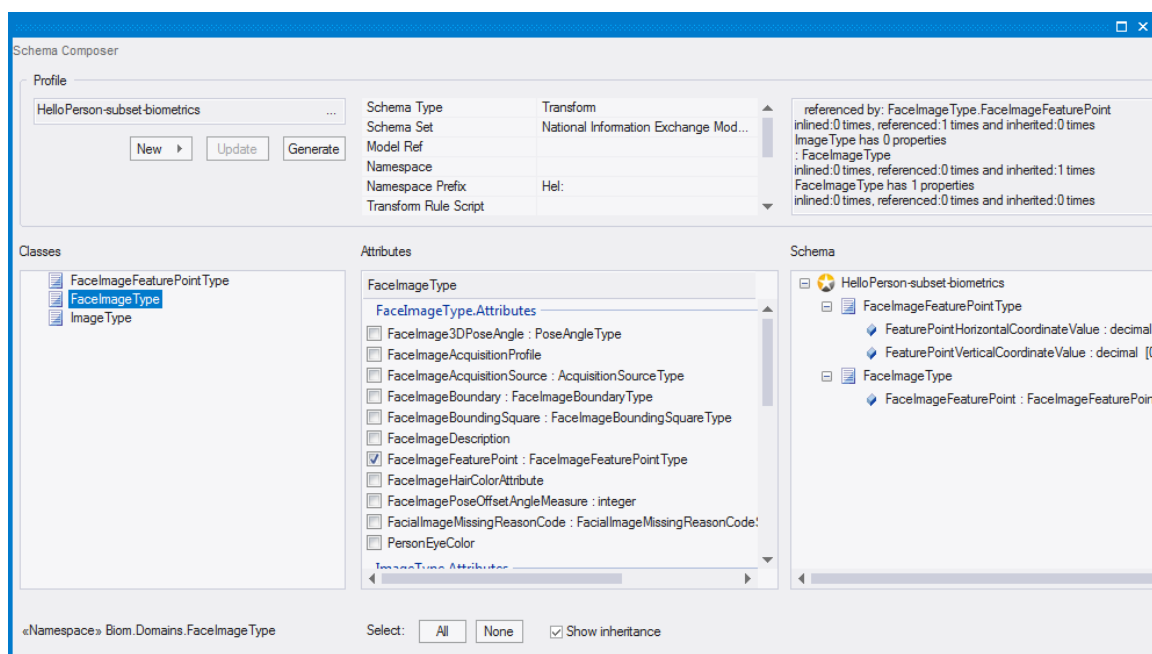 Schema Composer
Profile
HelloPerson-subset-biometrics ...
New Update Generate
Schema Type Transform
Schema Set National Information Exchange Mod...
Model Ref
Namespace
Namespace Prefix Hel:
Transform Rule Script
referenced by: FaceImageType.FaceImageFeaturePoint
inlined:0 times, referenced:1 times and inherited:0 times
ImageType has 0 properties
: FaceImageType
inlined:0 times, referenced:0 times and inherited:1 times
FaceImageType has 1 properties
inlined:0 times, referenced:0 times and inherited:0 times
Classes
FaceImageFeaturePointType
FaceImageType
ImageType
Attributes
FaceImageType
FaceImageType.Attributes
FaceImage3DPoseAngle : PoseAngleType
FaceImageAcquisitionProfile
FaceImageAcquisitionSource : AcquisitionSourceType
FaceImageBoundary : FaceImageBoundaryType
FaceImageBoundingSquare : FaceImageBoundingSquareType
FaceImageDescription
FaceImageFeaturePoint : FaceImageFeaturePointType
FaceImageHairColorAttribute
FaceImagePoseOffsetAngleMeasure : integer
FacialImageMissingReasonCode : FacialImageMissingReasonCode
PersonEyeColor
ImageType.Attributes
Schema
HelloPerson-subset-biometrics
FaceImageFeaturePointType
FeaturePointHorizontalCoordinateValue : decimal
FeaturePointVerticalCoordinateValue : decimal [0
FaceImageType
FaceImageFeaturePoint : FaceImageFeaturePoin
«Namespace» Biom.Domains.FaceImageType
Select: All None Show inheritance